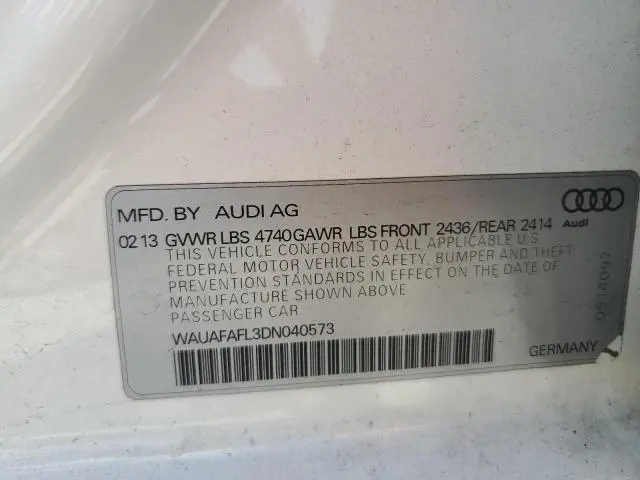 MFD. BY AUDI AG
Audi
02 13 GVWR LBS 4740 GAWR LBS FRONT 2436/REAR 2414
THIS VEHICLE CONFORMS TO ALL APPLICABLE U.S
FEDERAL MOTOR VEHICLE SAFETY. BUMPER AND THEFT
PREVENTION STANDARDS IN EFFECT ON THE DATE OF
MANUFACTURE SHOWN ABOVE
PASSENGER CAR
WAUAFAFL3DN040573
GERMANY